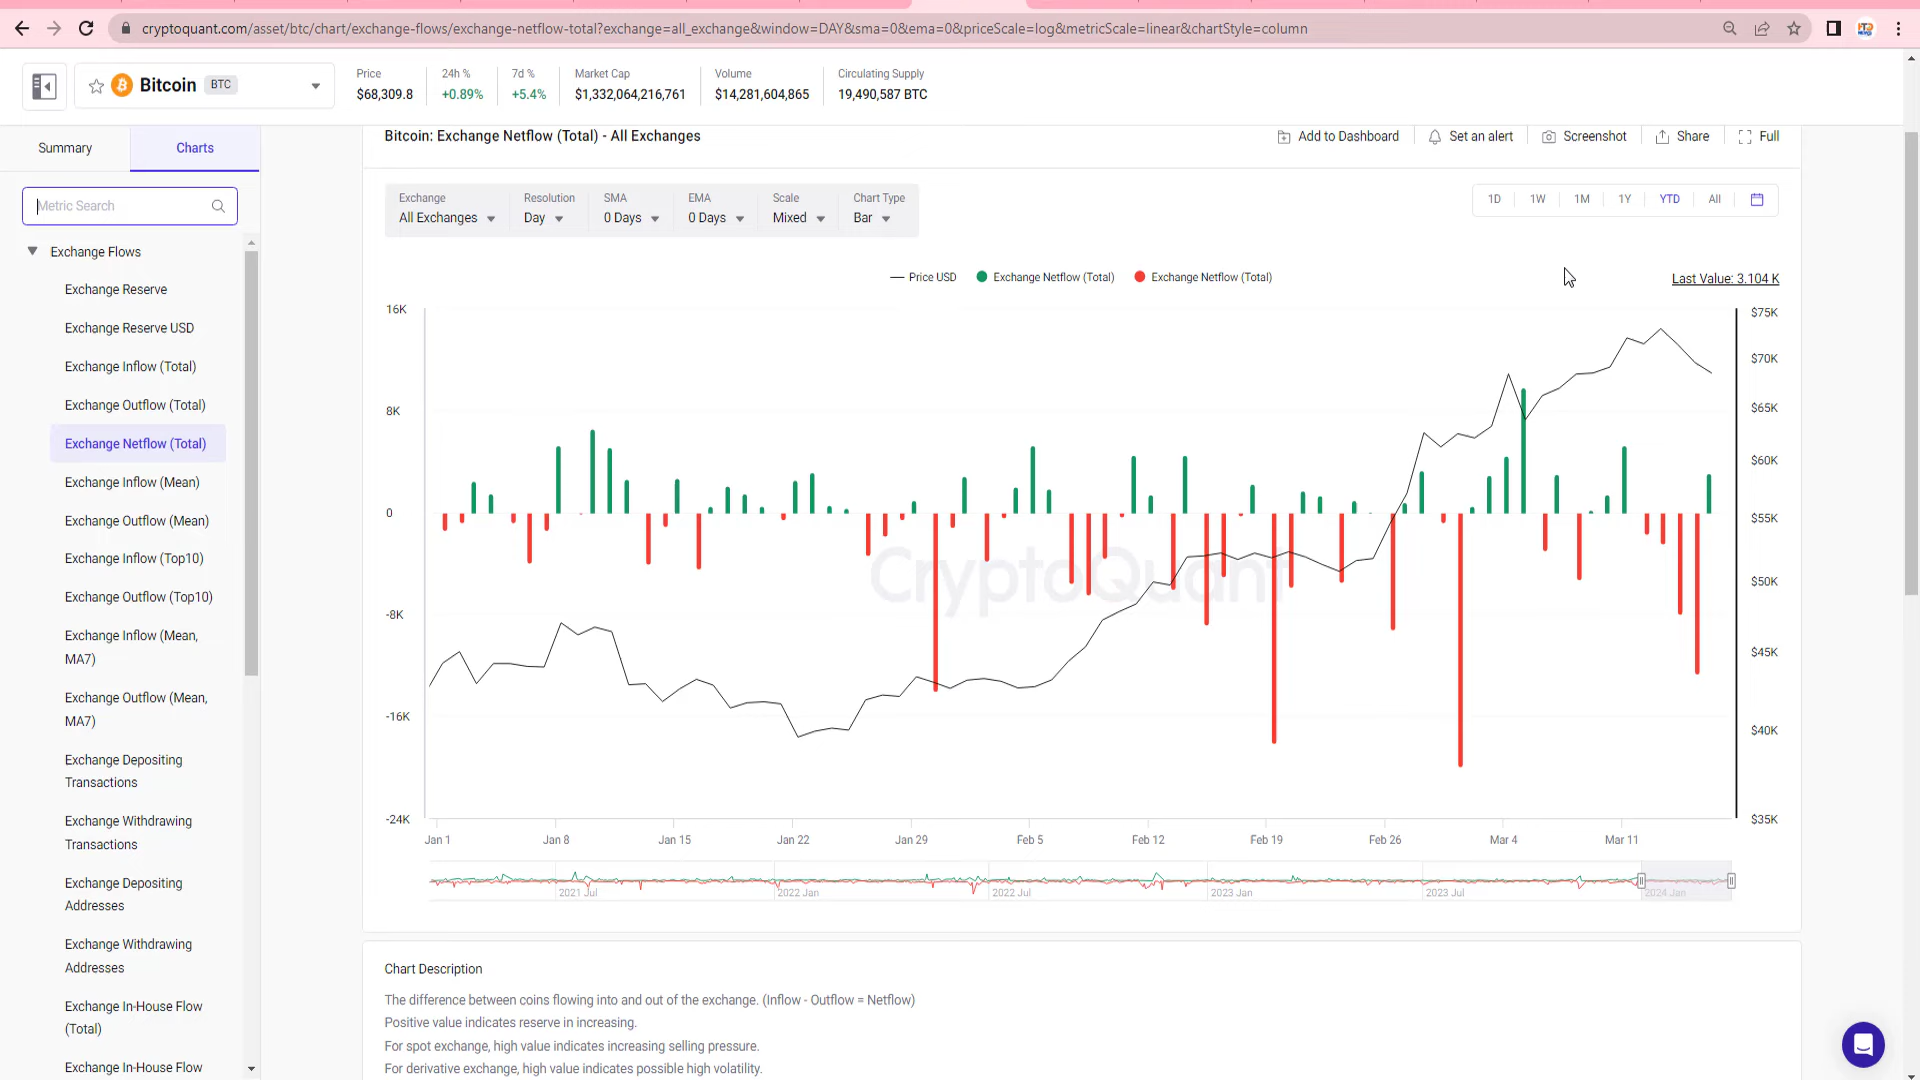 cryptoquant.com/asset/btc/chart/exchange-flows/exchange-netflow-total?exchange=all_exchange&window=DAY&sma=0&ema=0&priceScale=log&metricScale=linear&chartStyle=column
Bitcoin BTC
Price
$68,309.8
24h %
+0.89%
7d %
+5.4%
Market Cap
$1,332,064,216,761
Volume
$14,281,604,865
Circulating Supply
19,490,587 BTC
Summary
Charts
Metric Search
Exchange Flows
Exchange Reserve
Exchange Reserve USD
Exchange Inflow (Total)
Exchange Outflow (Total)
Exchange Netflow (Total)
Exchange Inflow (Mean)
Exchange Outflow (Mean)
Exchange Inflow (Top10)
Exchange Outflow (Top10)
Exchange Inflow (Mean,
MA7)
Exchange Outflow (Mean,
MA7)
Exchange Depositing
Transactions
Exchange Withdrawing
Transactions
Exchange Depositing
Addresses
Exchange Withdrawing
Addresses
Exchange In-House Flow
(Total)
Exchange In-House Flow
Bitcoin: Exchange Netflow (Total) - All Exchanges
Add to Dashboard
Set an alert
Screenshot
Share
Full
Exchange
All Exchanges
Resolution
Day
SMA
0 Days
EMA
0 Days
Scale
Mixed
Chart Type
Bar
1D 1W 1M 1Y YTD All
Price USD
Exchange Netflow (Total)
Exchange Netflow (Total)
Last Value: 3.104 K
16K
8K
0
-8K
-16K
-24K
$75K
$70K
$65K
$60K
$55K
$50K
$45K
$40K
$35K
CryptoQuant
Jan 1 Jan 8 Jan 15 Jan 22 Jan 29 Feb 5 Feb 12 Feb 19 Feb 26 Mar 4 Mar 11
2021 Jul 2022 Jan 2022 Jul 2023 Jan 2023 Jul 2024 Jan
Chart Description
The difference between coins flowing into and out of the exchange. (Inflow - Outflow = Netflow)
Positive value indicates reserve in increasing.
For spot exchange, high value indicates increasing selling pressure.
For derivative exchange, high value indicates possible high volatility.